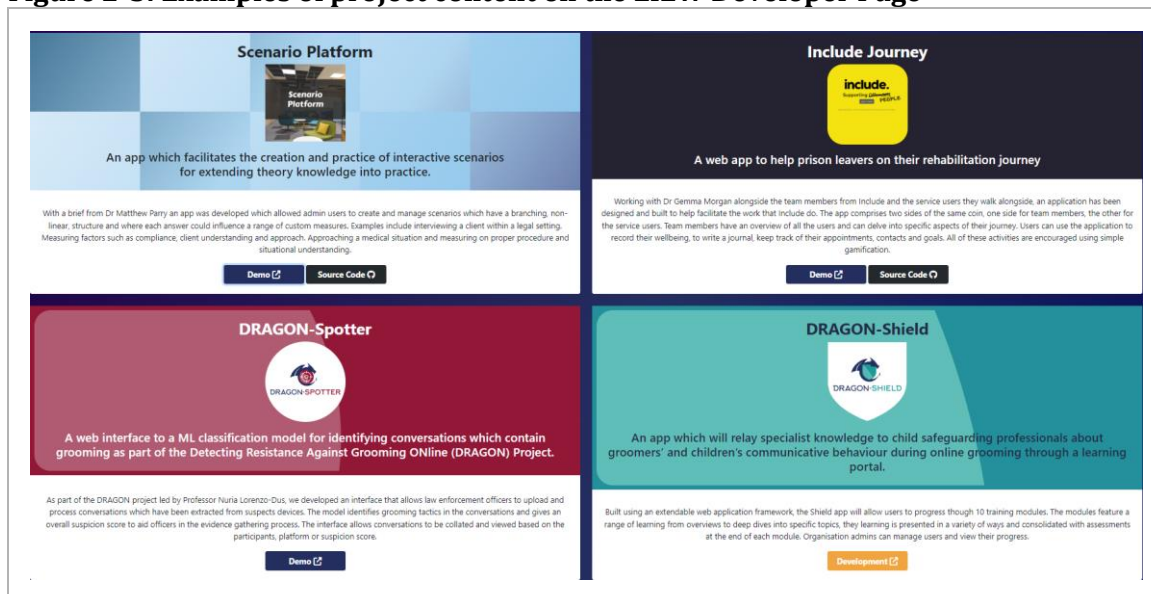 Scenario Platform
Scenario
Platform
An app which facilitates the creation and practice of interactive scenarios
for extending theory knowledge into practice.
With a brief from Dr Matthew Parry an app was developed which allowed admin users to create and manage scenarios which have a branching, non-
linear, structure and where each answer could influence a range of custom measures. Examples include interviewing a client within a legal setting.
Measuring factors such as compliance, client understanding and approach. Approaching a medical situation and measuring on proper procedure and
situational understanding.
Demo
Source Code
Include Journey
include.
Supporting
PEOPLE
A web app to help prison leavers on their rehabilitation journey
Working with Dr Gemma Morgan alongside the team members from Include and the service users they walk alongside, an application has been
designed and built to help facilitate the work that Include do. The app comprises two sides of the same coin, one side for team members, the other for
the service users. Team members have an overview of all the users and can delve into specific aspects of their journey. Users can use the application to
record their wellbeing, to write a journal, keep track of their appointments, contacts and goals. All of these activities are encouraged using simple
gamification.
Demo
Source Code
DRAGON-Spotter
DRAGON-SPOTTER
A web interface to a ML classification model for identifying conversations which contain
grooming as part of the Detecting Resistance Against Grooming ONline (DRAGON) Project.
As part of the DRAGON project led by Professor Nuria Lorenzo-Dus, we developed an interface that allows law enforcement officers to upload and
process conversations which have been extracted from suspects devices. The model identifies grooming tactics in the conversations and gives an
overall suspicion score to aid officers in the evidence gathering process. The interface allows conversations to be collated and viewed based on the
participants, platform or suspicion score.
Demo
DRAGON-Shield
DRAGON-SHIELD
An app which will relay specialist knowledge to child safeguarding professionals about
groomers' and children's communicative behaviour during online grooming through a learning
portal.
Built using an extendable web application framework, the Shield app will allow users to progress though 10 training modules. The modules feature a
range of learning from overviews to deep dives into specific topics, they learning is presented in a variety of ways and consolidated with assessments
at the end of each module. Organisation admins can manage users and view their progress.
Development